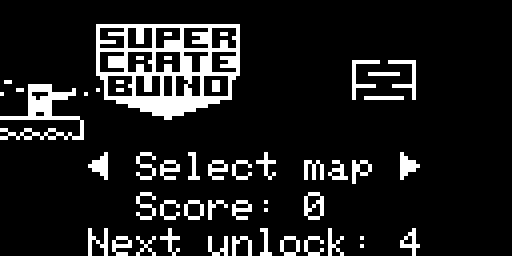 SUPER
CRATE
BUINO
◀ Select map ▶
Score: 0
Next unlock: 4